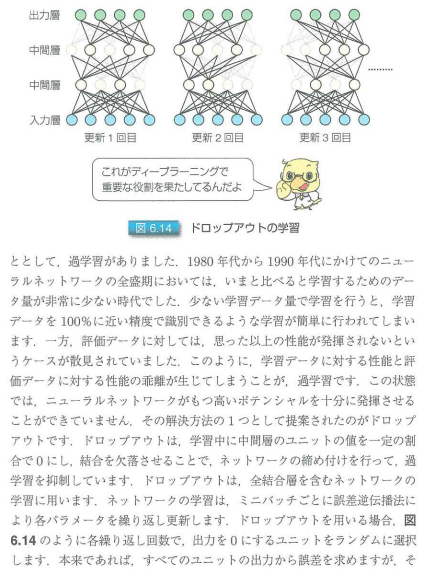 出力層
中間層
中間層
入力層
………
更新1回目 更新2回目 更新3回目
これがディープラーニングで
重要な役割を果たしてるんだよ
図 6.14 ドロップアウトの学習
ととして，過学習がありました．1980年代から1990年代にかけてのニュー
ラルネットワークの全盛期においては，いまと比べると学習するためのデー
タ量が非常に少ない時代でした．少ない学習データ量で学習を行うと，学習
データを100%に近い精度で識別できるような学習が簡単に行われてしまい
ます．一方，評価データに対しては，思った以上の性能が発揮されないとい
うケースが散見されていました．このように，学習データに対する性能と評
価データに対する性能の乖離が生じてしまうことが，過学習です．この状態
では，ニューラルネットワークがもつ高いポテンシャルを十分に発揮させる
ことができていません．その解決方法の1つとして提案されたのがドロップ
アウトです．ドロップアウトは，学習中に中間層のユニットの値を一定の割
合で0にし，結合を欠落させることで，ネットワークの締め付けを行って，過
学習を抑制しています．ドロップアウトは，全結合層を含むネットワークの
学習に用います．ネットワークの学習は，ミニバッチごとに誤差逆伝播法に
より各パラメータを繰り返し更新します．ドロップアウトを用いる場合，図
6.14のように各繰り返し回数で，出力を0にするユニットをランダムに選択
します．本来であれば，すべてのユニットの出力から誤差を求めますが，そ